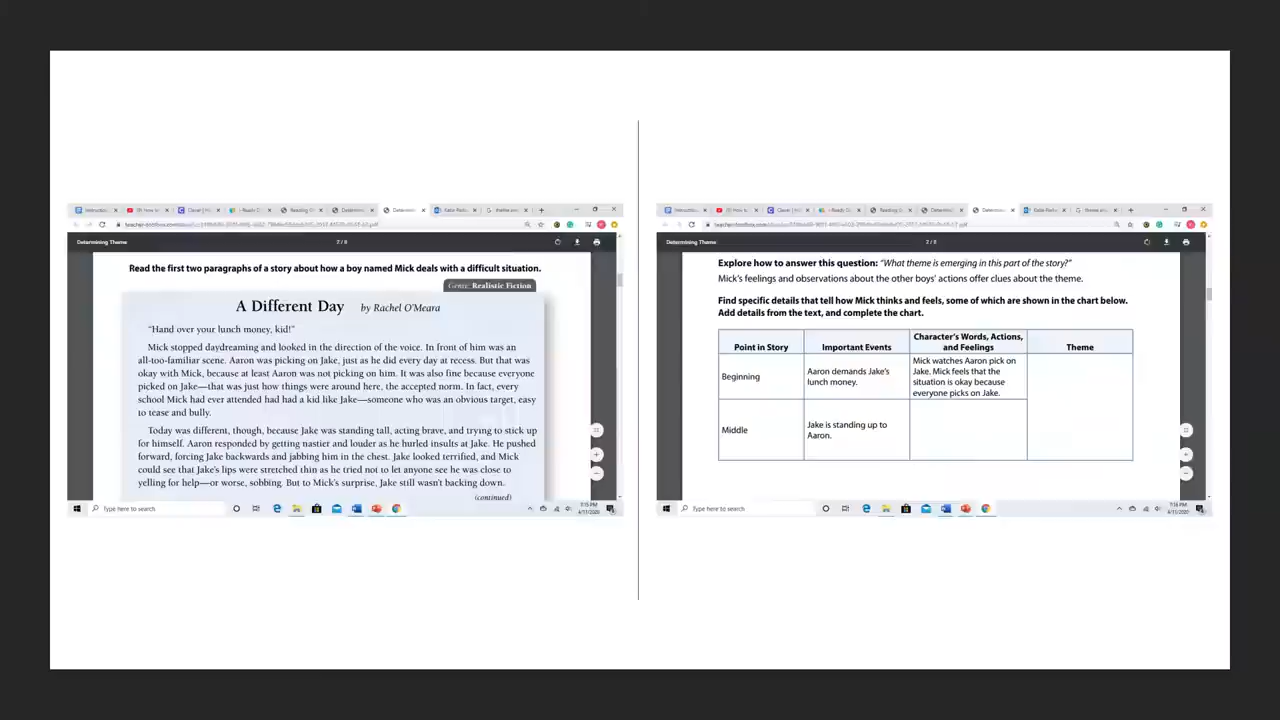 Determining Theme
2 / 8
Read the first two paragraphs of a story about how a boy named Mick deals with a difficult situation.
Genre: Realistic Fiction
A Different Day by Rachel O'Meara
“Hand over your lunch money, kid!”
Mick stopped daydreaming and looked in the direction of the voice. In front of him was an
all-too-familiar scene. Aaron was picking on Jake, just as he did every day at recess. But that was
okay with Mick, because at least Aaron was not picking on him. It was also fine because everyone
picked on Jake—that was just how things were around here, the accepted norm. In fact, every
school Mick had ever attended had had a kid like Jake—someone who was an obvious target, easy
to tease and bully.
Today was different, though, because Jake was standing tall, acting brave, and trying to stick up
for himself. Aaron responded by getting nastier and louder as he hurled insults at Jake. He pushed
forward, forcing Jake backwards and jabbing him in the chest. Jake looked terrified, and Mick
could see that Jake's lips were stretched thin as he tried not to let anyone see he was close to
yelling for help—or worse, sobbing. But to Mick's surprise, Jake still wasn't backing down.
(continued)
Type here to search
7:15 PM
4/11/2020
Determining Theme
2 / 8
Explore how to answer this question: “What theme is emerging in this part of the story?”
Mick's feelings and observations about the other boys' actions offer clues about the theme.
Find specific details that tell how Mick thinks and feels, some of which are shown in the chart below.
Add details from the text, and complete the chart.
Point in Story
Important Events
Character's Words, Actions,
and Feelings
Theme
Beginning
Aaron demands Jake's
lunch money.
Mick watches Aaron pick on
Jake. Mick feels that the
situation is okay because
everyone picks on Jake.
Middle
Jake is standing up to
Aaron.
Type here to search
7:16 PM
4/11/2020